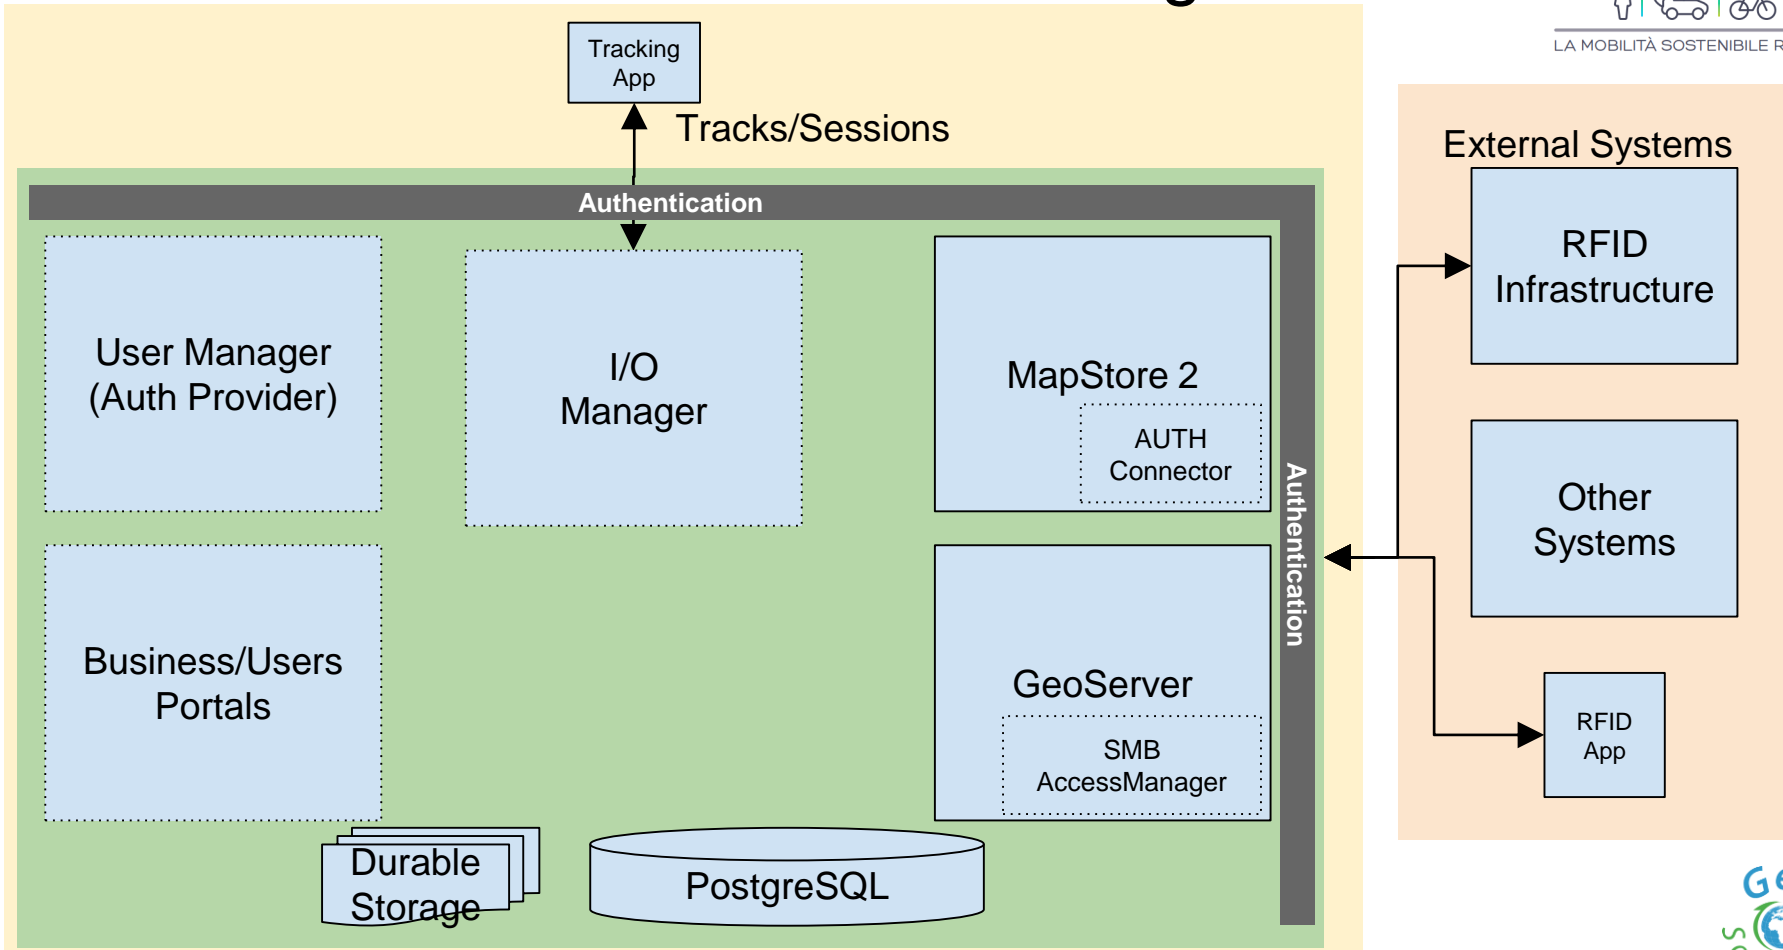 LA MOBILITÀ SOSTENIBILE R
Tracking
App
Tracks/Sessions
External Systems
Authentication
RFID
Infrastructure
User Manager
(Auth Provider)
I/O
Manager
MapStore 2
AUTH
Connector
Authentication
Other
Systems
Business/Users
Portals
GeoServer
SMB
AccessManager
RFID
App
Durable
Storage
PostgreSQL